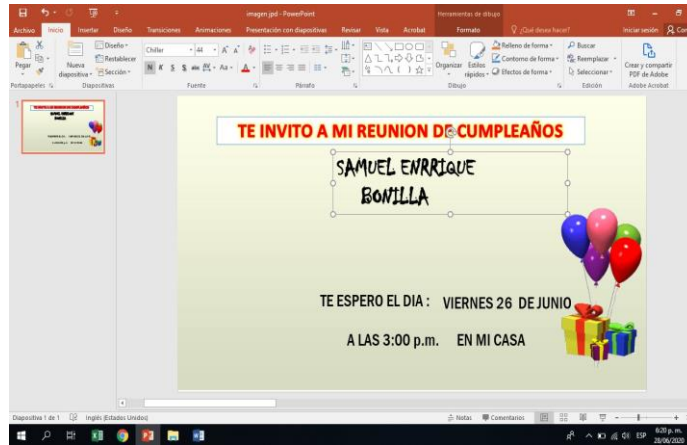 imagen jpd - PowerPoint
Herramientas de dibujo
Archivo Inicio Insertar Diseño Transiciones Animaciones Presentación con diapositivas Revisar Vista Acrobat Formato ¿Qué desea hacer? Iniciar sesión
Pegar
Nueva diapositiva
Diseño
Restablecer
Sección
Chiller 44
N K S S abc AV Aa A
Organizar
Estilos rápidos
Relleno de forma
Contorno de forma
Efectos de forma
Buscar
Reemplazar
Seleccionar
Crear y compartir PDF de Adobe
Portapapeles Diapositivas Fuente Párrafo Dibujo Edición Adobe Acrobat
1
TE INVITO A MI REUNION DE CUMPLEAÑOS
SAMUEL ENRRIQUE
BONILLA
TE ESPERO EL DIA : VIERNES 26 DE JUNIO
A LAS 3:00 p.m. EN MI CASA
Diapositiva 1 de 1 Inglés (Estados Unidos) Notas Comentarios
ESP
6:20 p. m.
28/06/2020